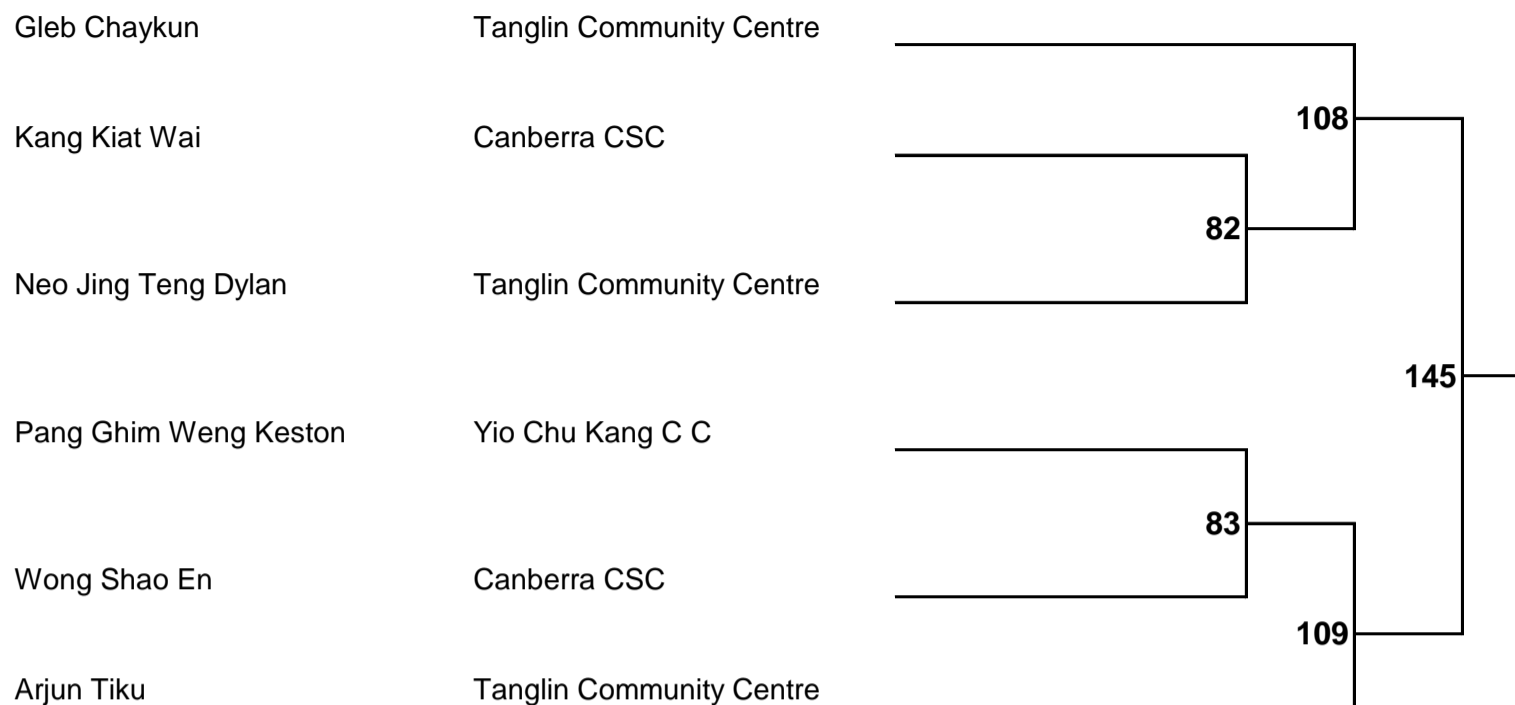 Gleb Chaykun Tanglin Community Centre
108
Kang Kiat Wai Canberra CSC
82
Neo Jing Teng Dylan Tanglin Community Centre
145
Pang Ghim Weng Keston Yio Chu Kang C C
83
Wong Shao En Canberra CSC
109
Arjun Tiku Tanglin Community Centre